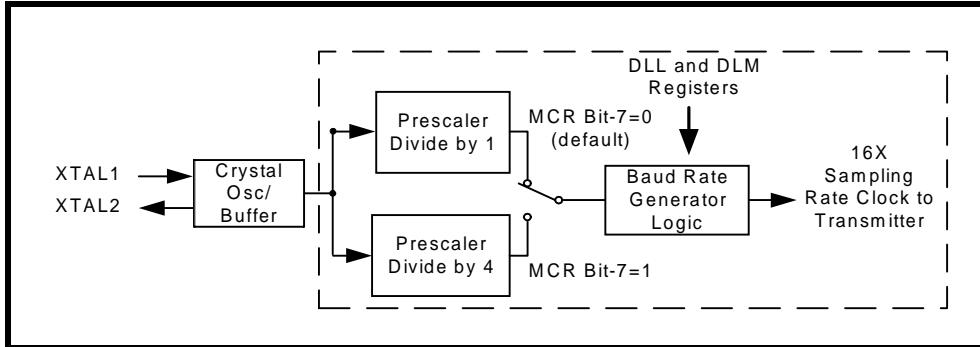 DLL and DLM
Registers
Prescaler
Divide by 1
MCR Bit-7=0
(default)
XTAL1
XTAL2
Crystal
Osc/
Buffer
Baud Rate
Generator
Logic
16X
Sampling
Rate Clock to
Transmitter
Prescaler
Divide by 4
MCR Bit-7=1